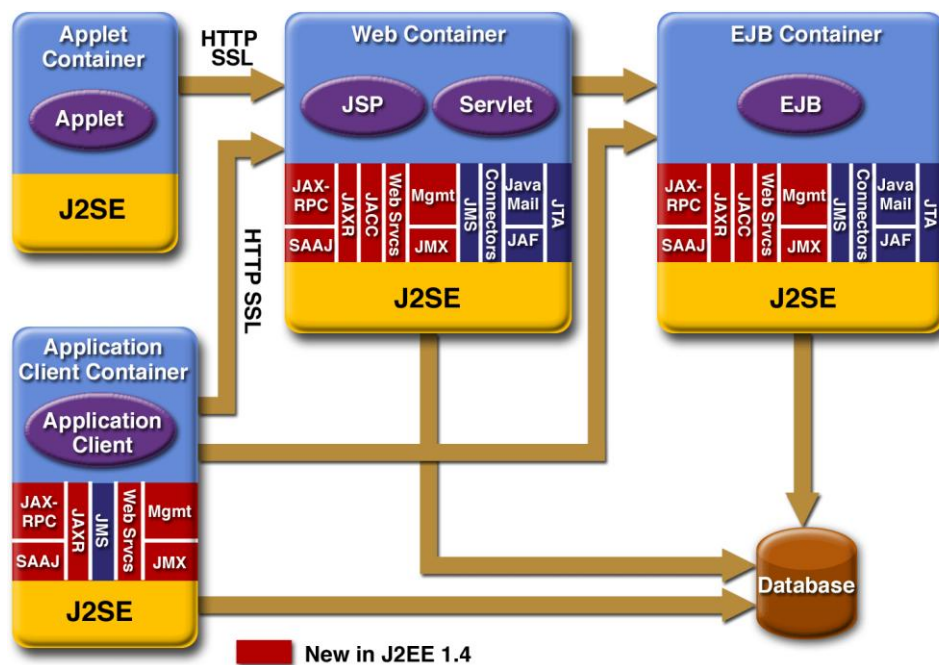 Applet
Container
Applet
J2SE
HTTP
SSL
Web Container
JSP
Servlet
JAX-
RPC
SAAJ
JAXR
JACC
Web Srvcs
Mgmt
JMX
JMS
Connectors
Java
Mail
JAF
JTA
J2SE
EJB Container
EJB
JAX-
RPC
SAAJ
JAXR
JACC
Web Srvcs
Mgmt
JMX
JMS
Connectors
Java
Mail
JAF
JTA
J2SE
HTTP SSL
Application
Client Container
Application
Client
JAX-
RPC
SAAJ
JAXR
JMS
Web Srvcs
Mgmt
JMX
J2SE
Database
New in J2EE 1.4